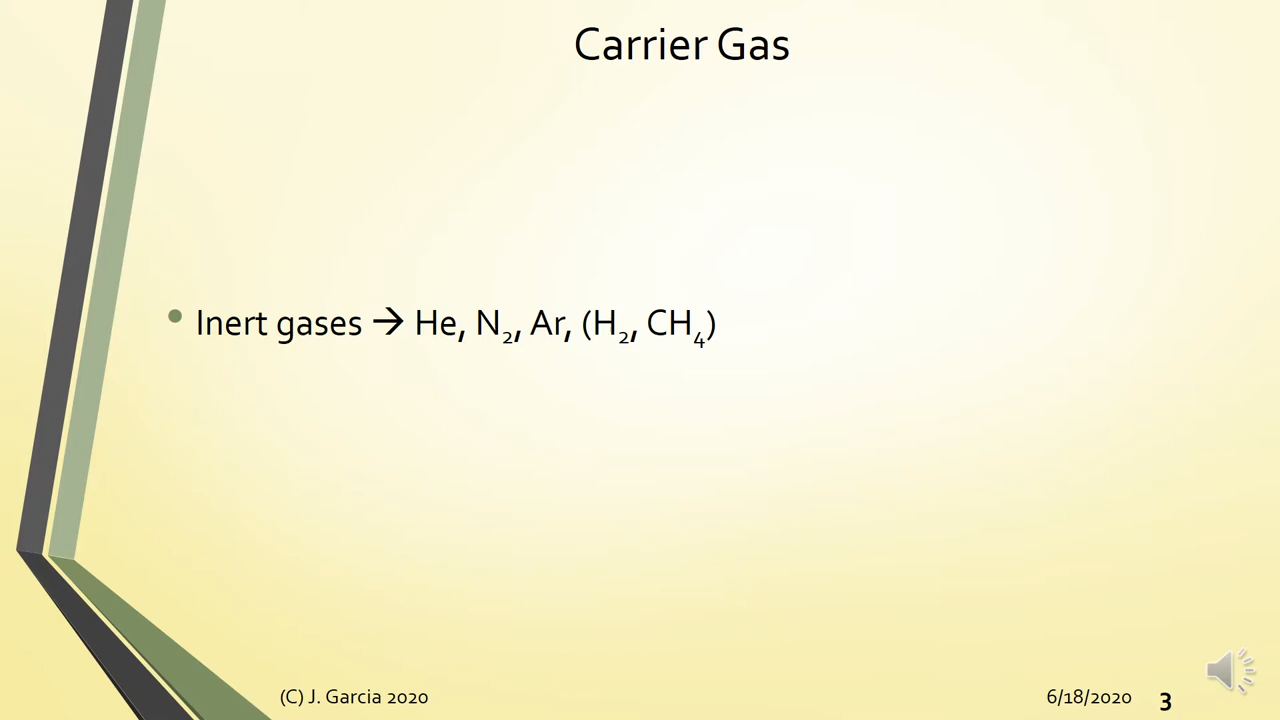 Carrier Gas
• Inert gases → He, N₂, Ar, (H₂, CH₄)
(C) J. Garcia 2020
6/18/2020 3